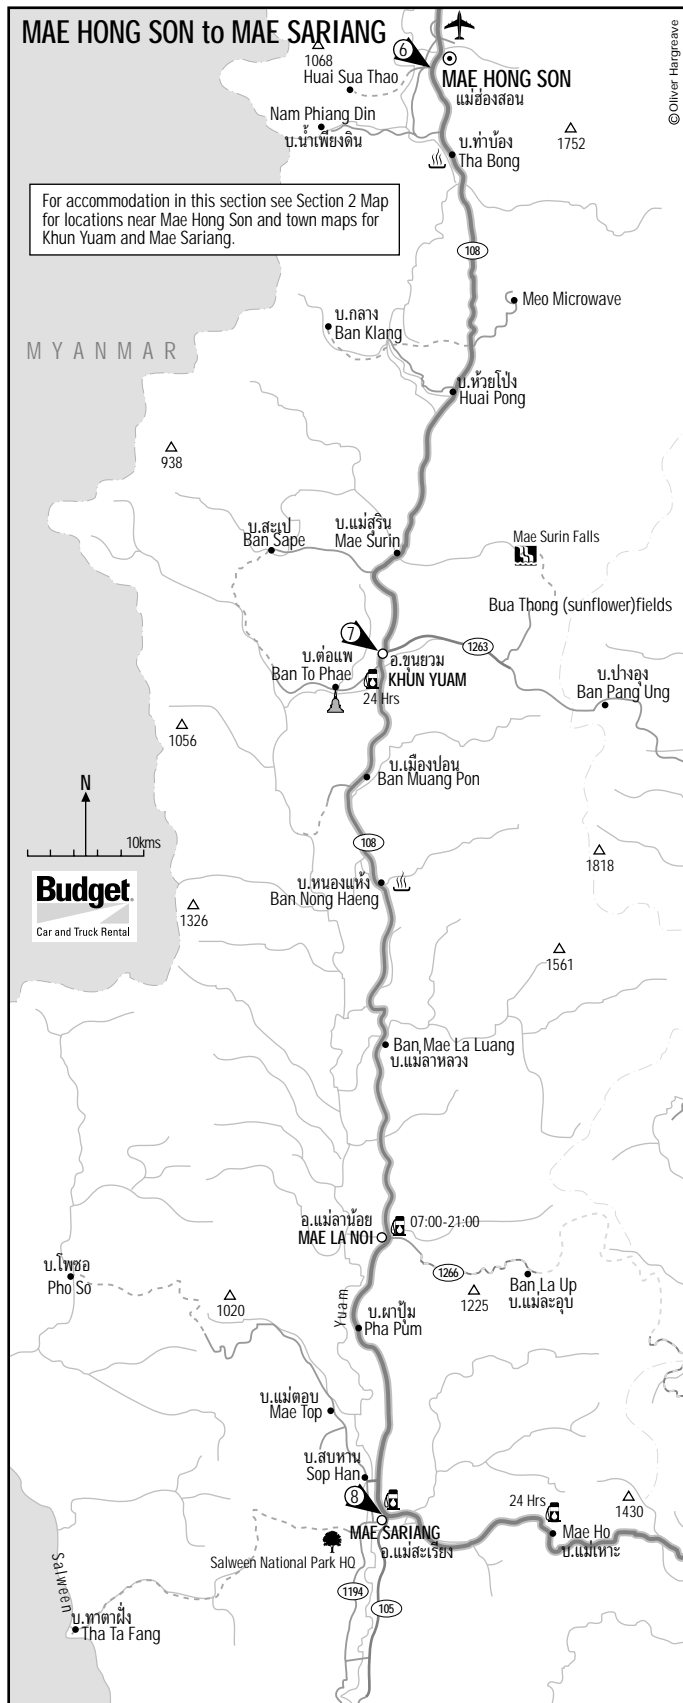 MAE HONG SON to MAE SARIANG
©Oliver Hargreave
6
1068
Huai Sua Thao
MAE HONG SON
แม่ฮ่องสอน
Nam Phiang Din
บ.น้ำเพียงดิน
1752
บ.ท่าบ้อง
Tha Bong
For accommodation in this section see Section 2 Map
for locations near Mae Hong Son and town maps for
Khun Yuam and Mae Sariang.
108
Meo Microwave
บ.กลาง
Ban Klang
MYANMAR
บ.ห้วยโป่ง
Huai Pong
938
บ.สะเป
Ban Sape
บ.แม่สุริน
Mae Surin
Mae Surin Falls
Bua Thong (sunflower)fields
7
1263
บ.ต่อแพ
Ban To Phae
อ.ขุนยวม
KHUN YUAM
24 Hrs
บ.ปางอุง
Ban Pang Ung
1056
บ.เมืองปอน
Ban Muang Pon
N
10kms
108
1818
Budget
Car and Truck Rental
บ.หนองแห้ง
Ban Nong Haeng
1326
1561
Ban Mae La Luang
บ.แม่ลาหลวง
อ.แม่ลาน้อย
MAE LA NOI
07:00-21:00
บ.โพซอ
Pho So
1266
Ban La Up
บ.แม่ละอุบ
1020
1225
Yuam
บ.ผาปุ้ม
Pha Pum
บ.แม่ตอบ
Mae Top
บ.สบหาน
Sop Han
8
24 Hrs
1430
MAE SARIANG
อ.แม่สะเรียง
Mae Ho
บ.แม่เหาะ
Salween National Park HQ
Salween
1194
105
บ.ทาตาฝั่ง
Tha Ta Fang